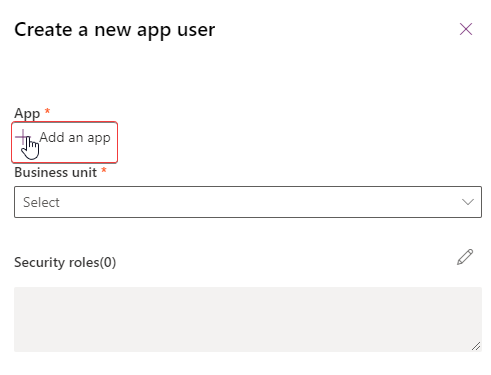 Create a new app user
App *
Add an app
Business unit *
Select
Security roles(0)